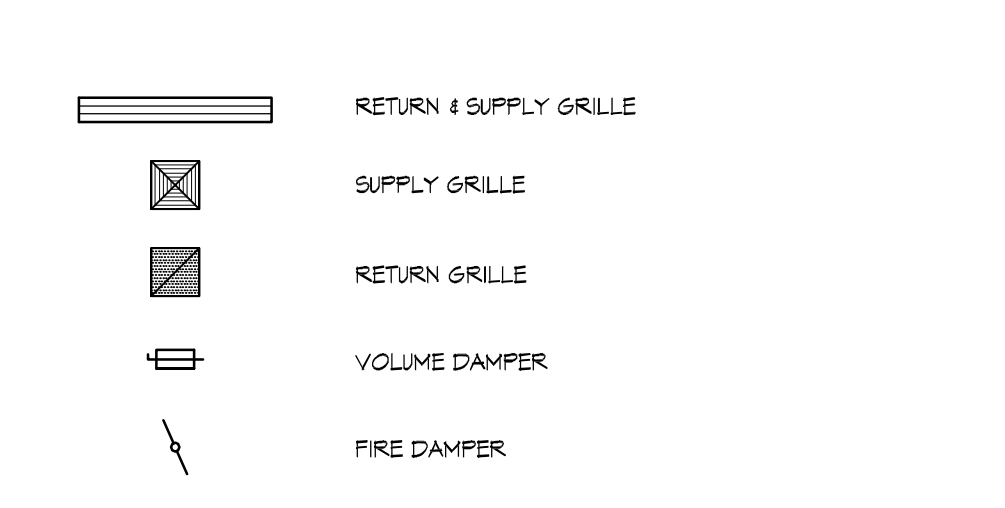 RETURN & SUPPLY GRILLE
SUPPLY GRILLE
RETURN GRILLE
VOLUME DAMPER
FIRE DAMPER